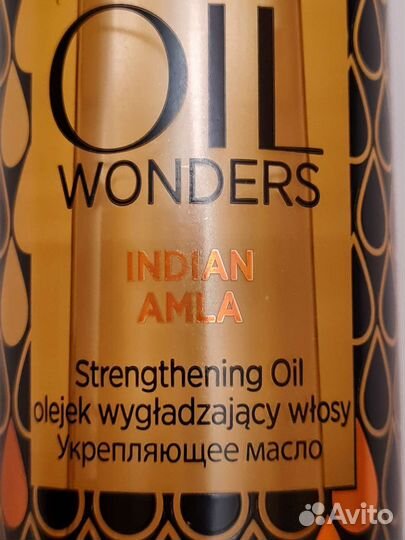 OIL
WONDERS
INDIAN
AMLA
Strengthening Oil
olejek wygładzający włosy
Укрепляющее масло
Avito